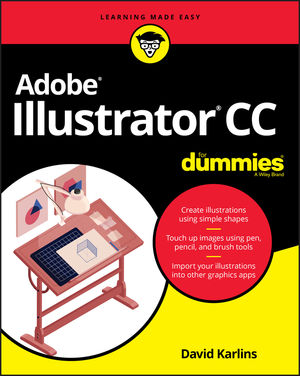 LEARNING MADE EASY
Adobe®
Illustrator® CC
for
dummies®
A Wiley Brand
Create illustrations
using simple shapes
Touch up images using pen,
pencil, and brush tools
Import your illustrations
into other graphics apps
David Karlins